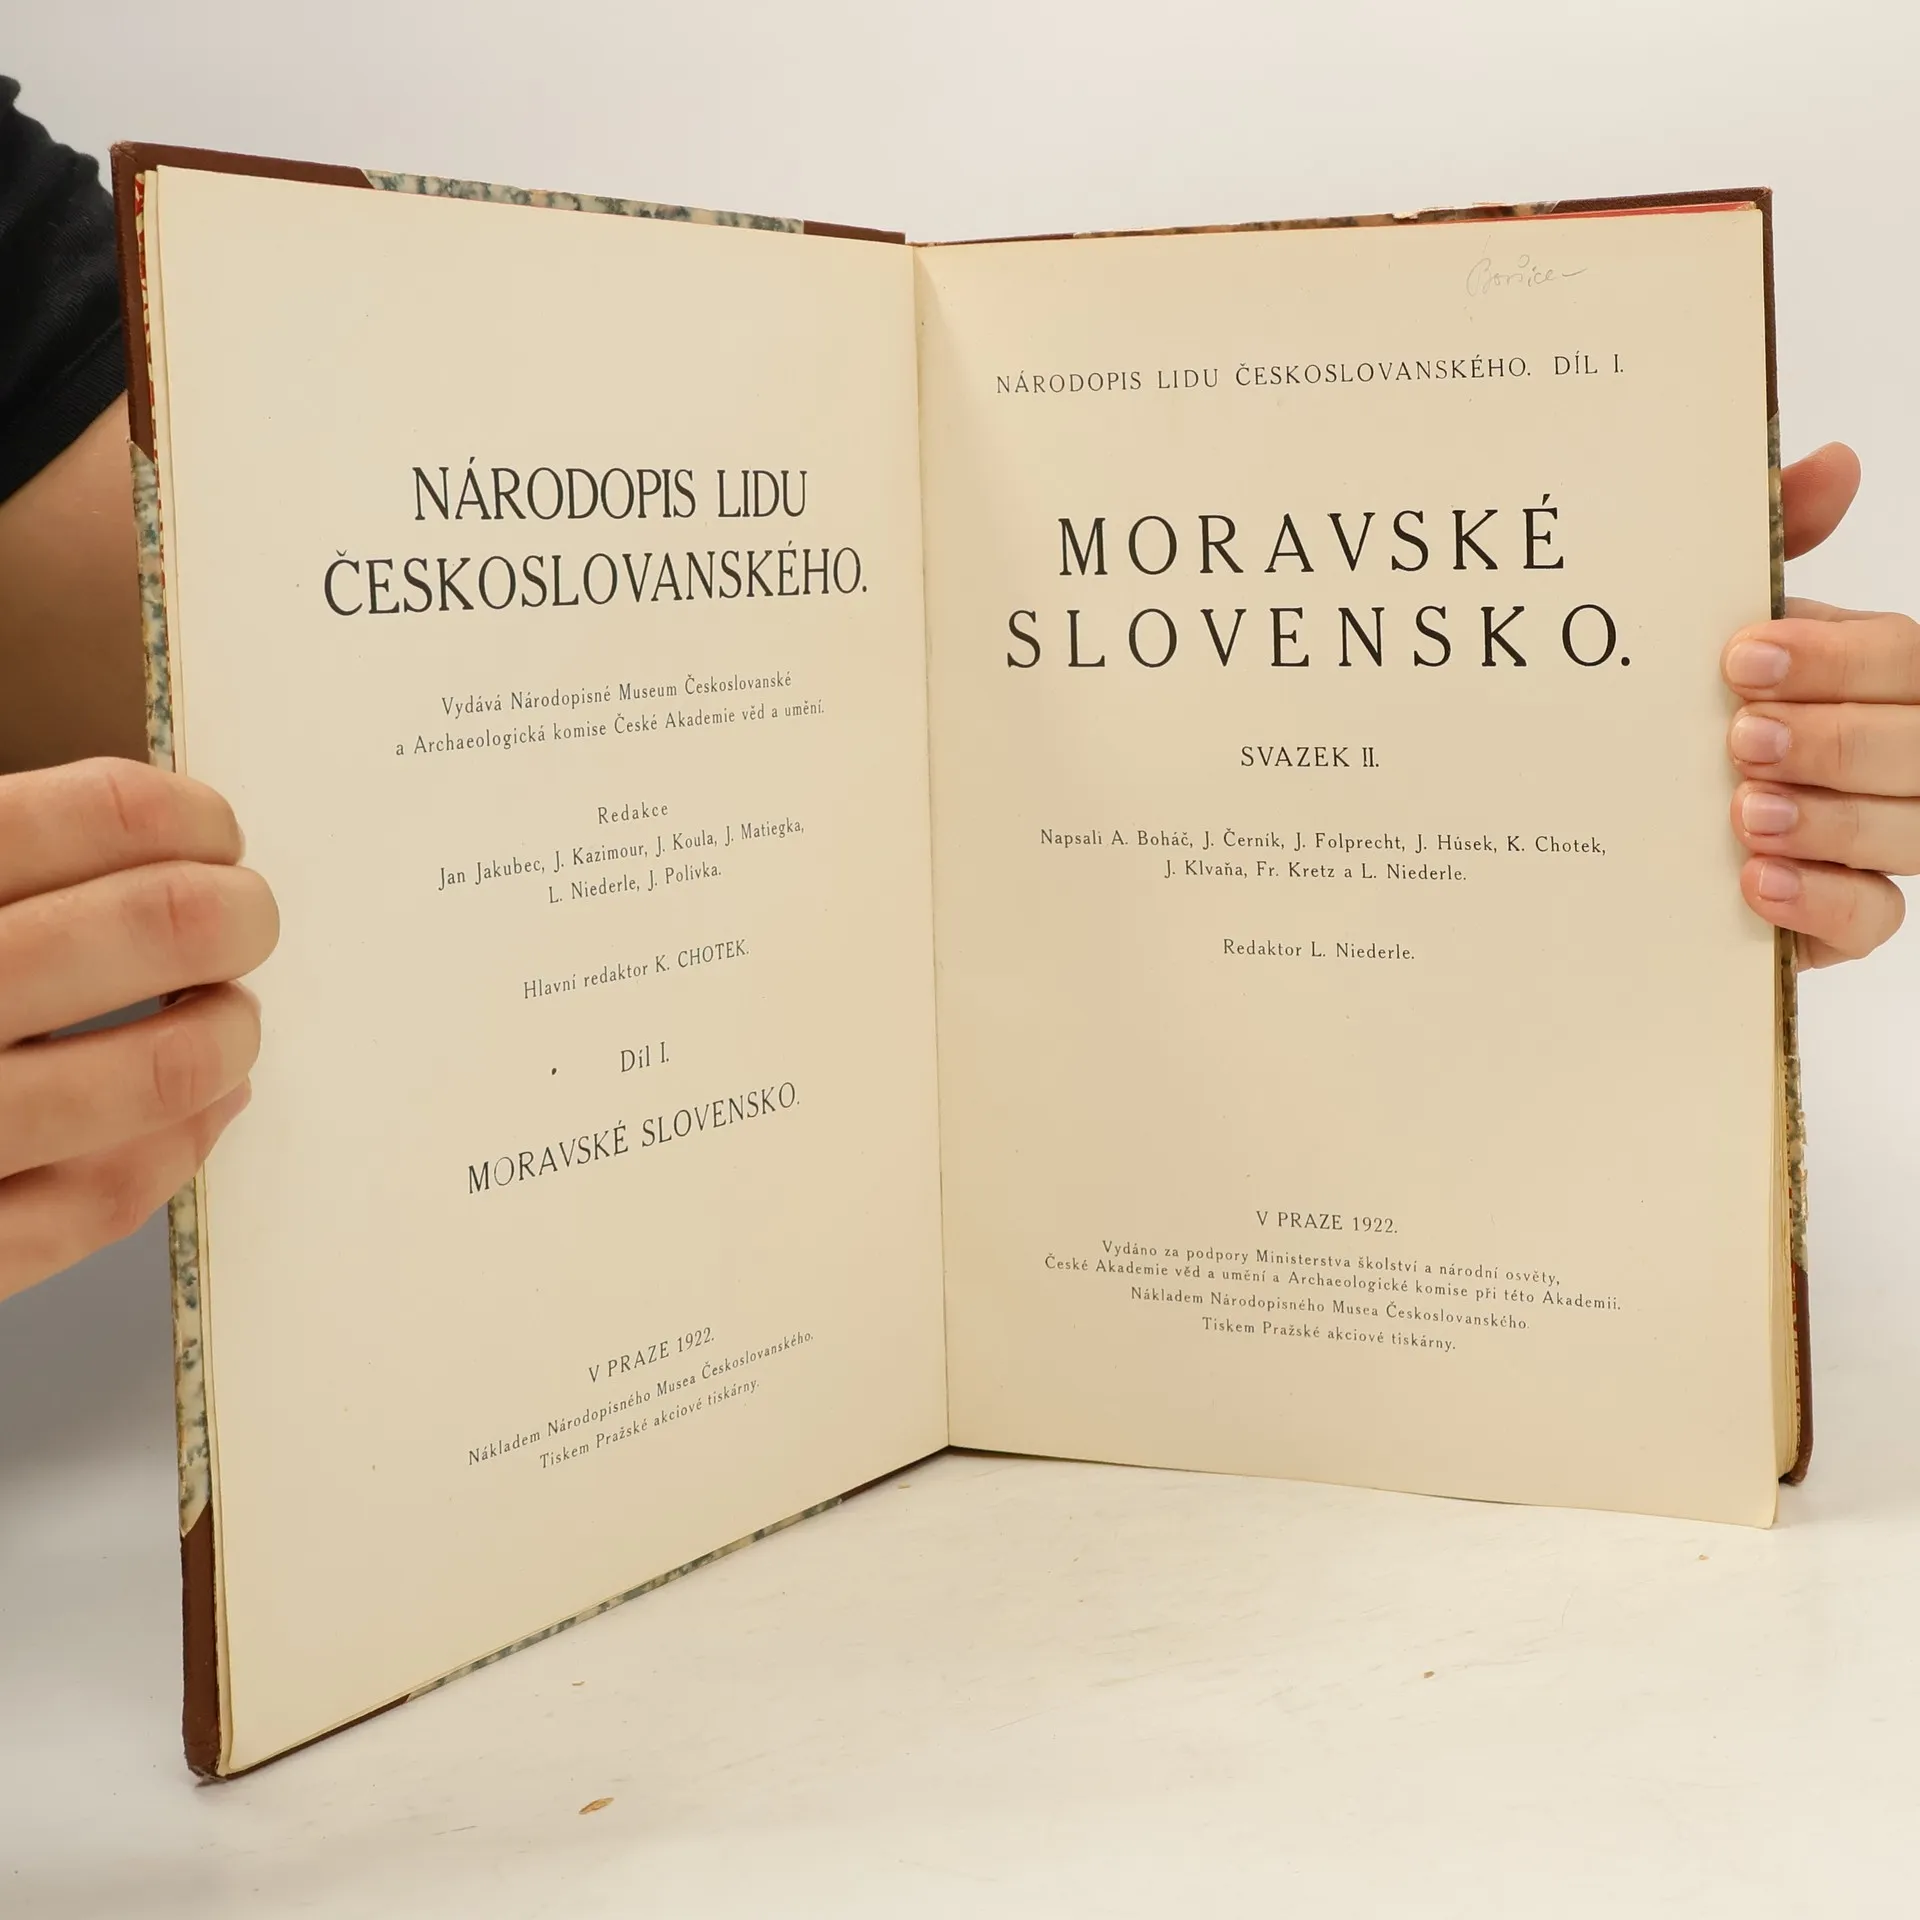 NÁRODOPIS LIDU
ČESKOSLOVANSKÉHO.
Vydává Národopisné Museum Českoslovanské
a Archaeologická komise České Akademie věd a umění.
Redakce
Jan Jakubec, J. Kazimour, J. Koula, J. Matiegka,
L. Niederle, J. Polívka.
Hlavní redaktor K. CHOTEK.
Díl I.
MORAVSKÉ SLOVENSKO.
V PRAZE 1922.
Nákladem Národopisného Musea Českoslovanského.
Tiskem Pražské akciové tiskárny.
NÁRODOPIS LIDU ČESKOSLOVANSKÉHO. DÍL I.
MORAVSKÉ
SLOVENSKO.
SVAZEK II.
Napsali A. Boháč, J. Černík, J. Folprecht, J. Húsek, K. Chotek,
J. Klvaňa, Fr. Kretz a L. Niederle.
Redaktor L. Niederle.
V PRAZE 1922.
Vydáno za podpory Ministerstva školství a národní osvěty,
České Akademie věd a umění a Archaeologické komise při této Akademii.
Nákladem Národopisného Musea Českoslovanského.
Tiskem Pražské akciové tiskárny.